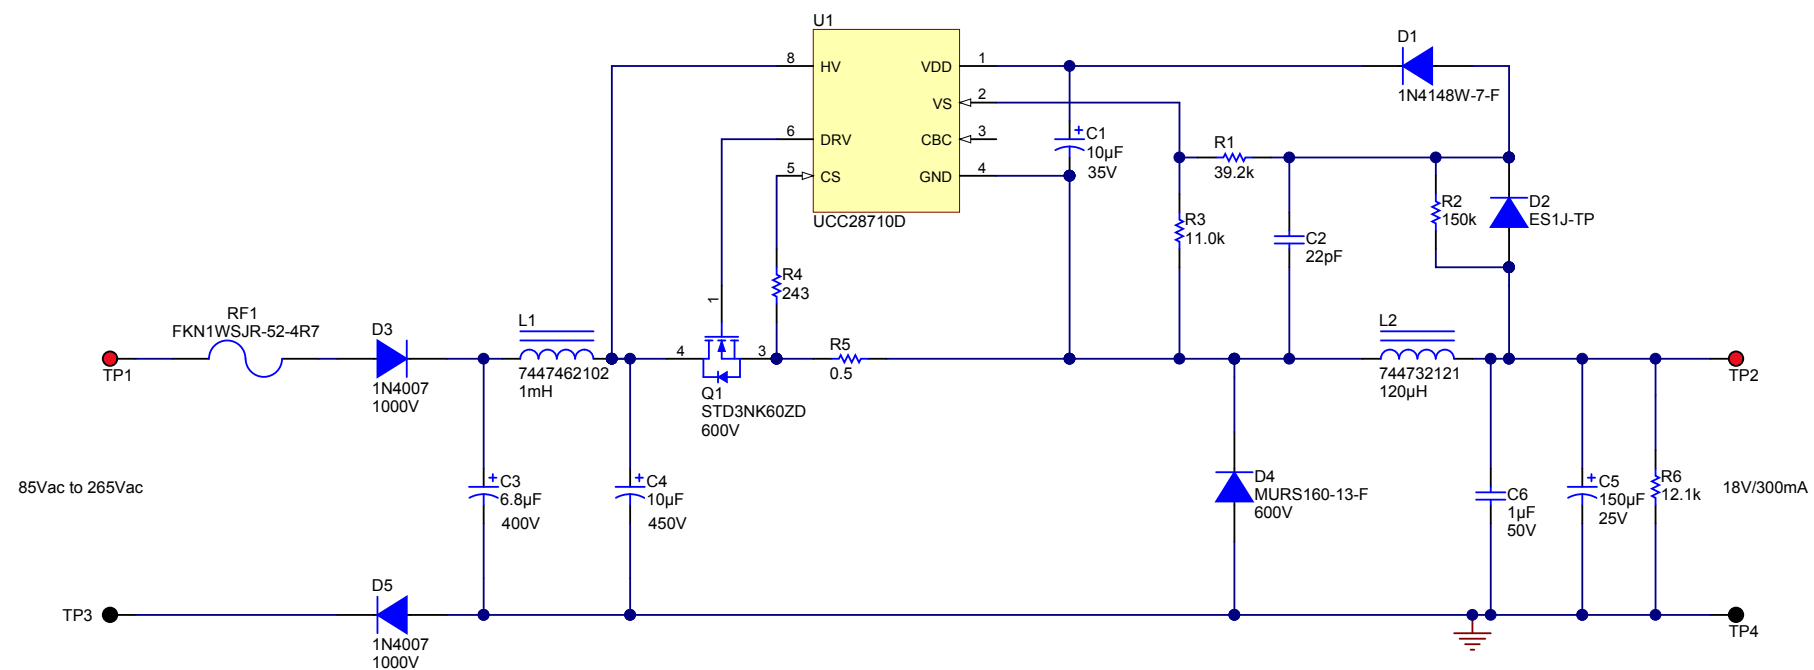 U1
UCC28710D
8
HV
6
DRV
5
CS
VDD
1
VS
2
CBC
3
GND
4
D1
1N4148W-7-F
C1
10µF
35V
R1
39.2k
R3
11.0k
C2
22pF
R2
150k
D2
ES1J-TP
R4
243
RF1
FKN1WSJR-52-4R7
TP1
D3
1N4007
1000V
L1
7447462102
1mH
1
4
3
Q1
STD3NK60ZD
600V
R5
0.5
L2
744732121
120µH
TP2
85Vac to 265Vac
C3
6.8µF
400V
C4
10µF
450V
D4
MURS160-13-F
600V
C6
1µF
50V
C5
150µF
25V
R6
12.1k
18V/300mA
TP3
D5
1N4007
1000V
TP4